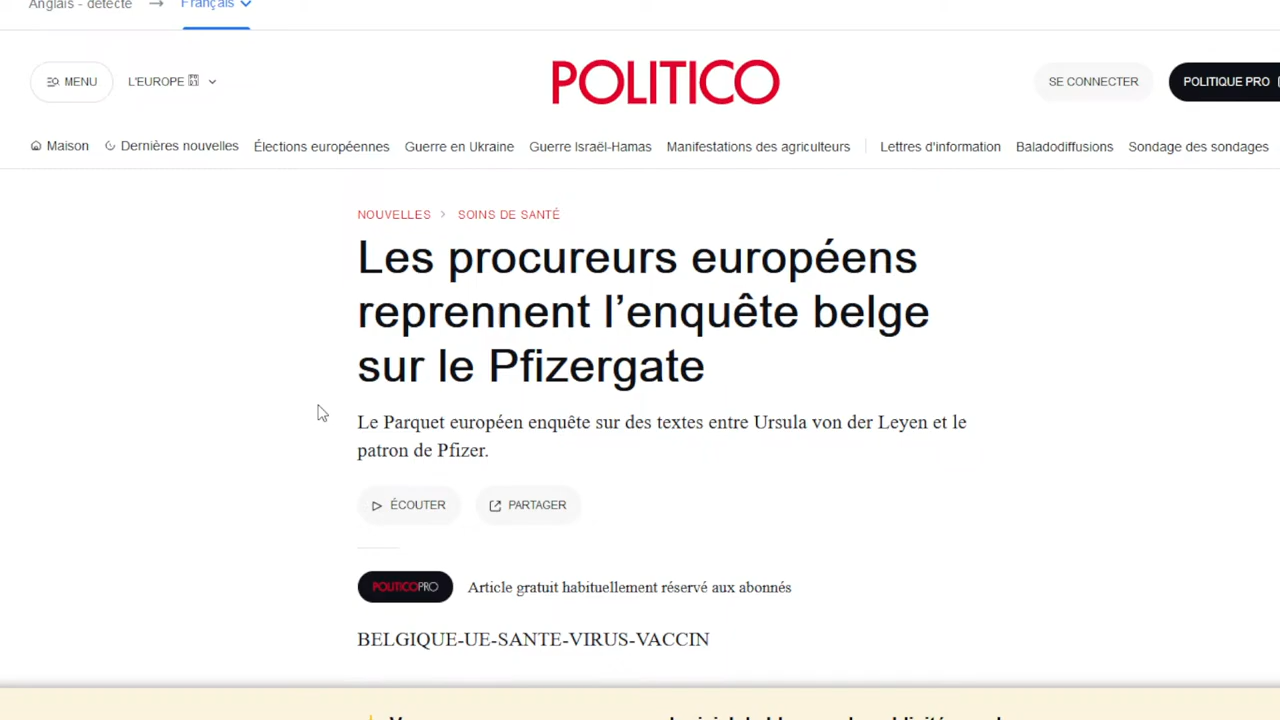 Anglais - détecté → Français
MENU L'EUROPE POLITICO SE CONNECTER POLITIQUE PRO
Maison Dernières nouvelles Élections européennes Guerre en Ukraine Guerre Israël-Hamas Manifestations des agriculteurs Lettres d'information Baladodiffusions Sondage des sondages
NOUVELLES > SOINS DE SANTÉ
Les procureurs européens
reprennent l’enquête belge
sur le Pfizergate
Le Parquet européen enquête sur des textes entre Ursula von der Leyen et le
patron de Pfizer.
ÉCOUTER PARTAGER
POLITICOPRO Article gratuit habituellement réservé aux abonnés
BELGIQUE-UE-SANTE-VIRUS-VACCIN